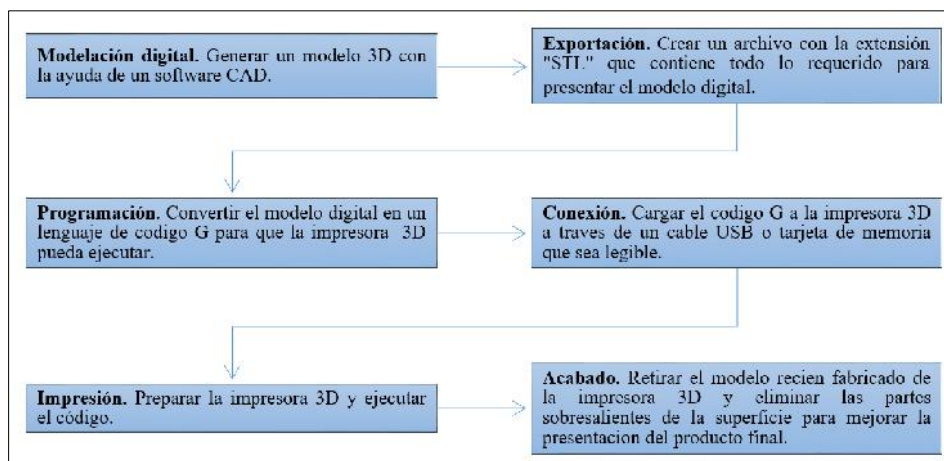 Modelación digital. Generar un modelo 3D con
la ayuda de un software CAD.
Exportación. Crear un archivo con la extensión
"STL" que contiene todo lo requerido para
presentar el modelo digital.
Programación. Convertir el modelo digital en un
lenguaje de codigo G para que la impresora 3D
pueda ejecutar.
Conexión. Cargar el codigo G a la impresora 3D
a traves de un cable USB o tarjeta de memoria
que sea legible.
Impresión. Preparar la impresora 3D y ejecutar
el código.
Acabado. Retirar el modelo recien fabricado de
la impresora 3D y eliminar las partes
sobresalientes de la superficie para mejorar la
presentacion del producto final.